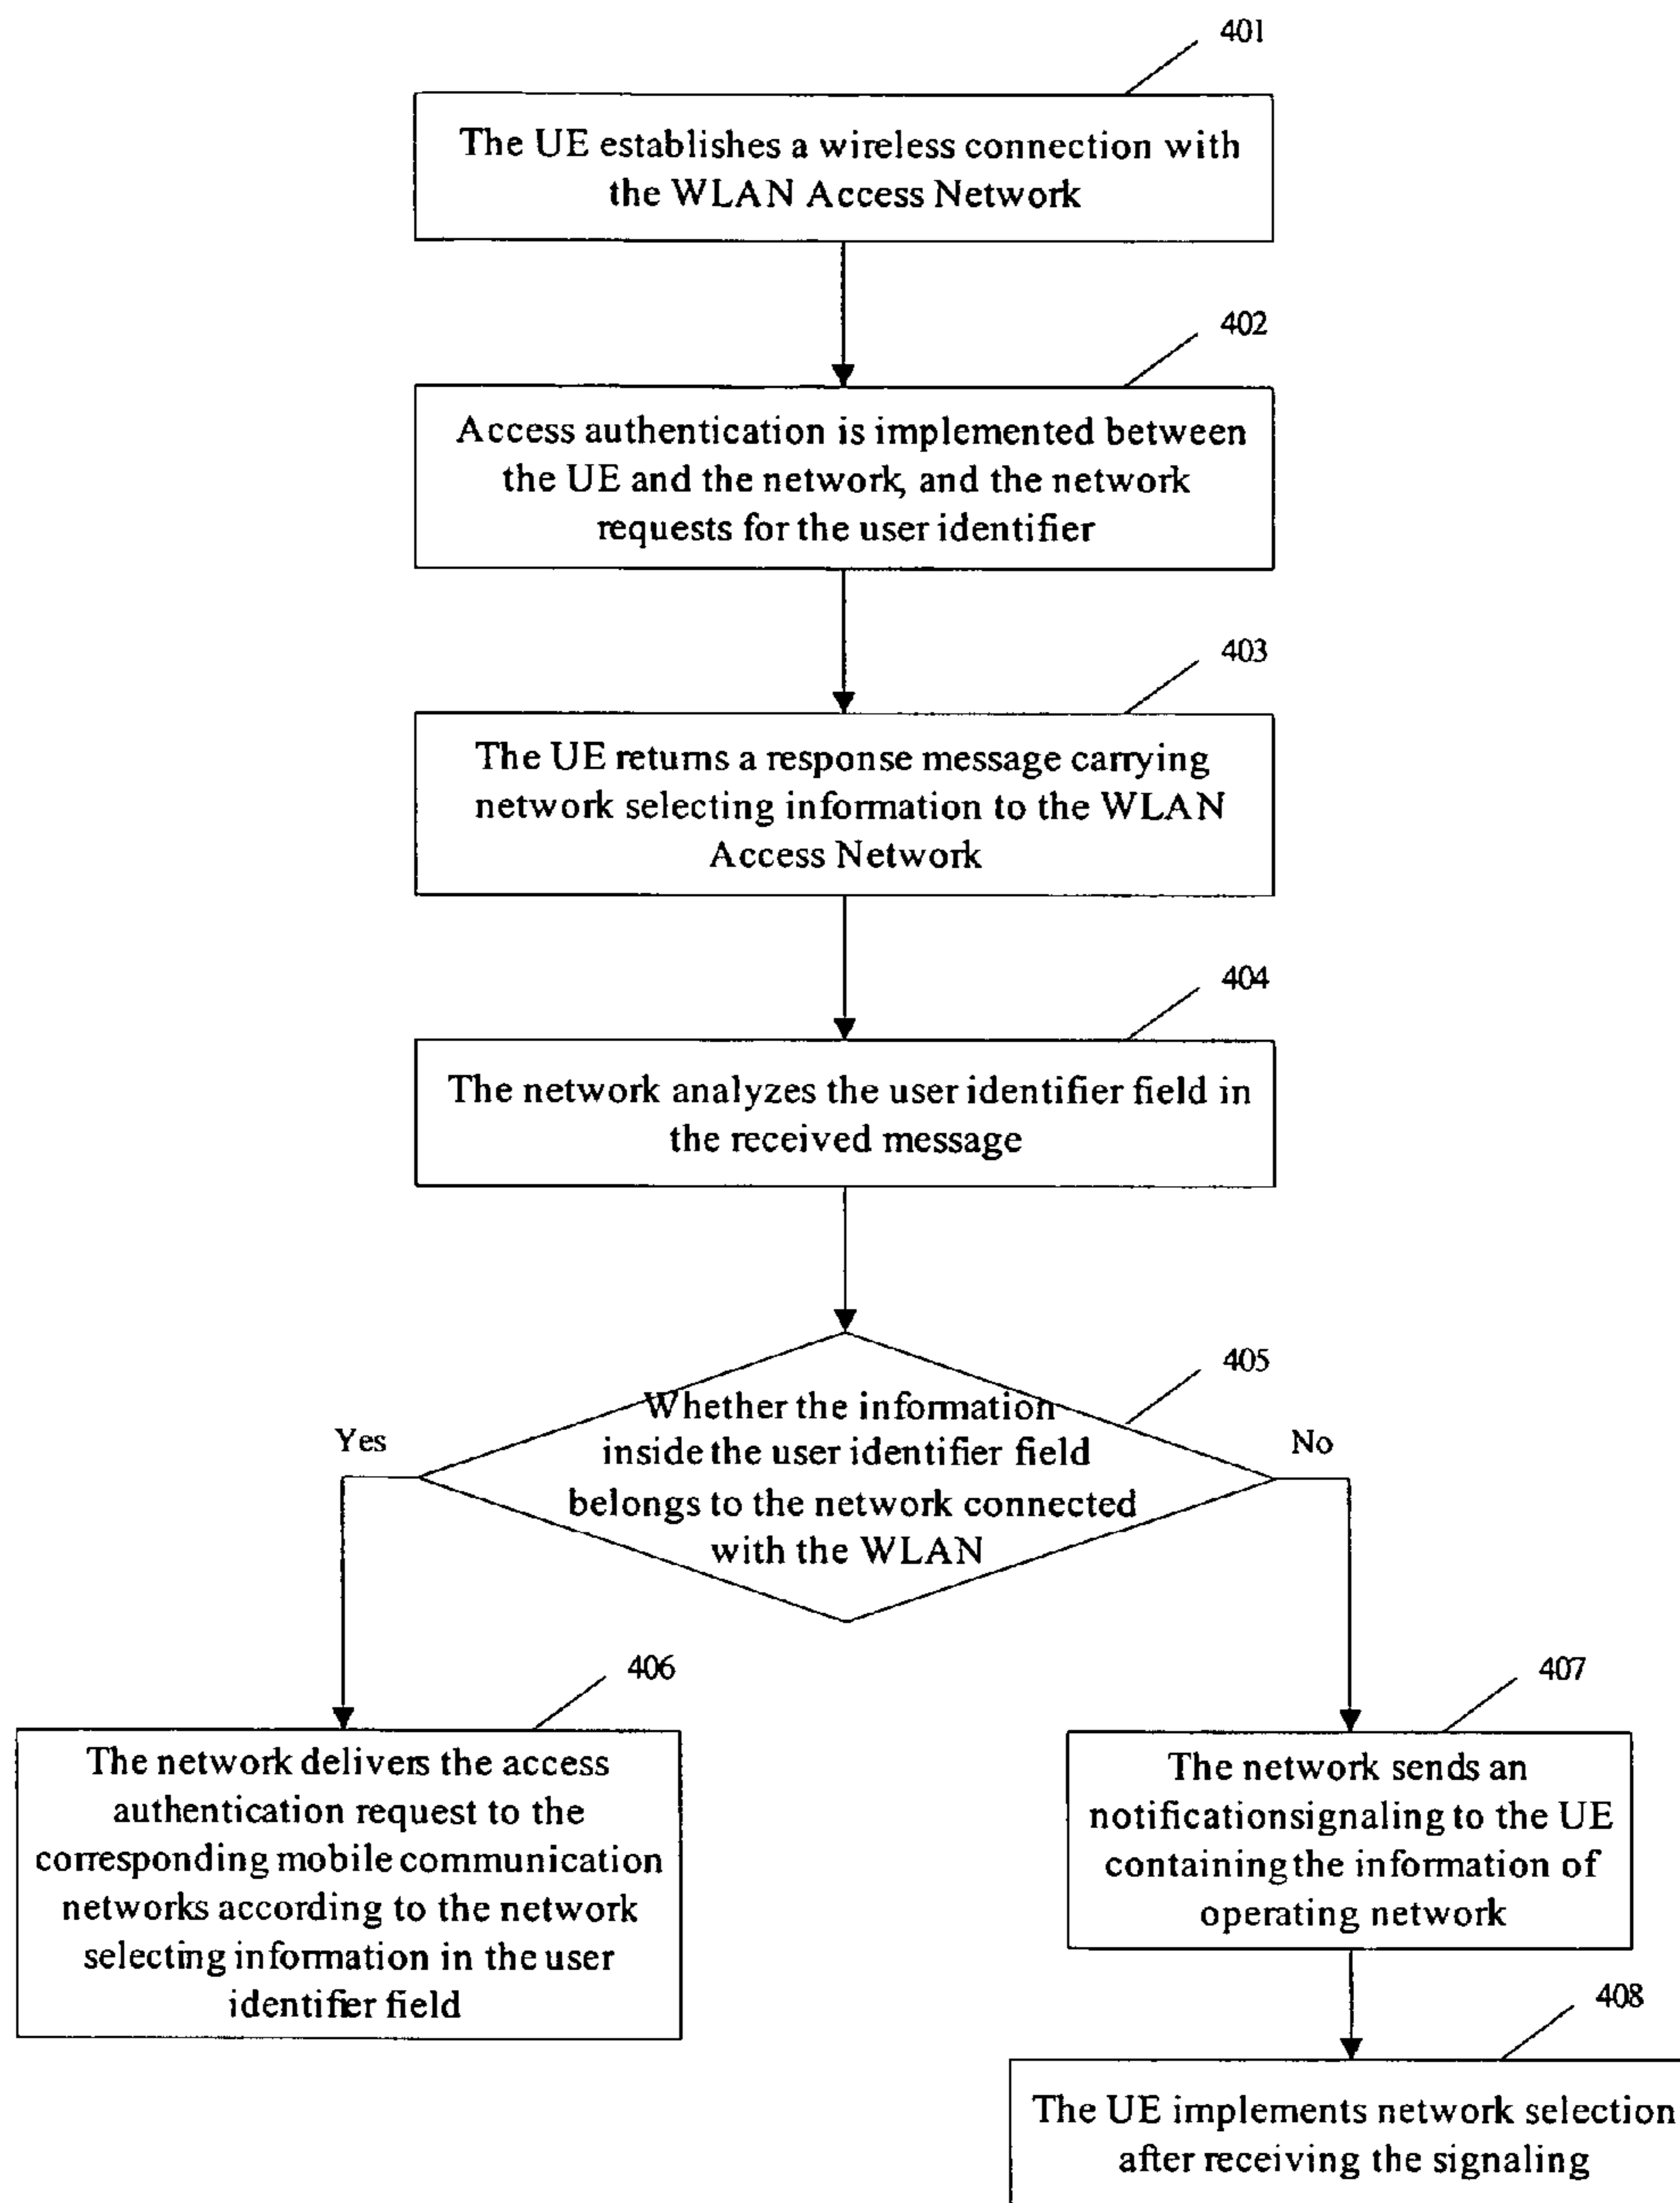 401
The UE establishes a wireless connection with
the WLAN Access Network
402
Access authentication is implemented between
the UE and the network, and the network
requests for the user identifier
403
The UE returns a response message carrying
network selecting information to the WLAN
Access Network
404
The network analyzes the user identifier field in
the received message
405
Whether the information
inside the user identifier field
belongs to the network connected
with the WLAN
Yes
No
406
The network delivers the access
authentication request to the
corresponding mobile communication
networks according to the network
selecting information in the user
identifier field
407
The network sends an
notificationsignaling to the UE
containing the information of
operating network
408
The UE implements network selection
after receiving the signaling